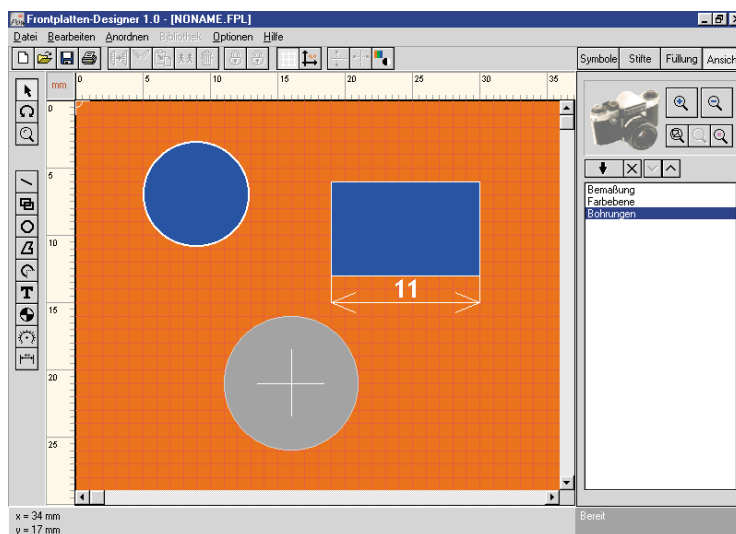 Frontplatten-Designer 1.0 - [NONAME.FPL]
Datei Bearbeiten Anordnen Bibliothek Optionen Hilfe
Symbole Stifte Füllung Ansich
mm 0 5 10 15 20 25 30 35
0
5
10
15
20
25
11
T
Bemaßung
Farbebene
Bohrungen
x = 34 mm
y = 17 mm
Bereit